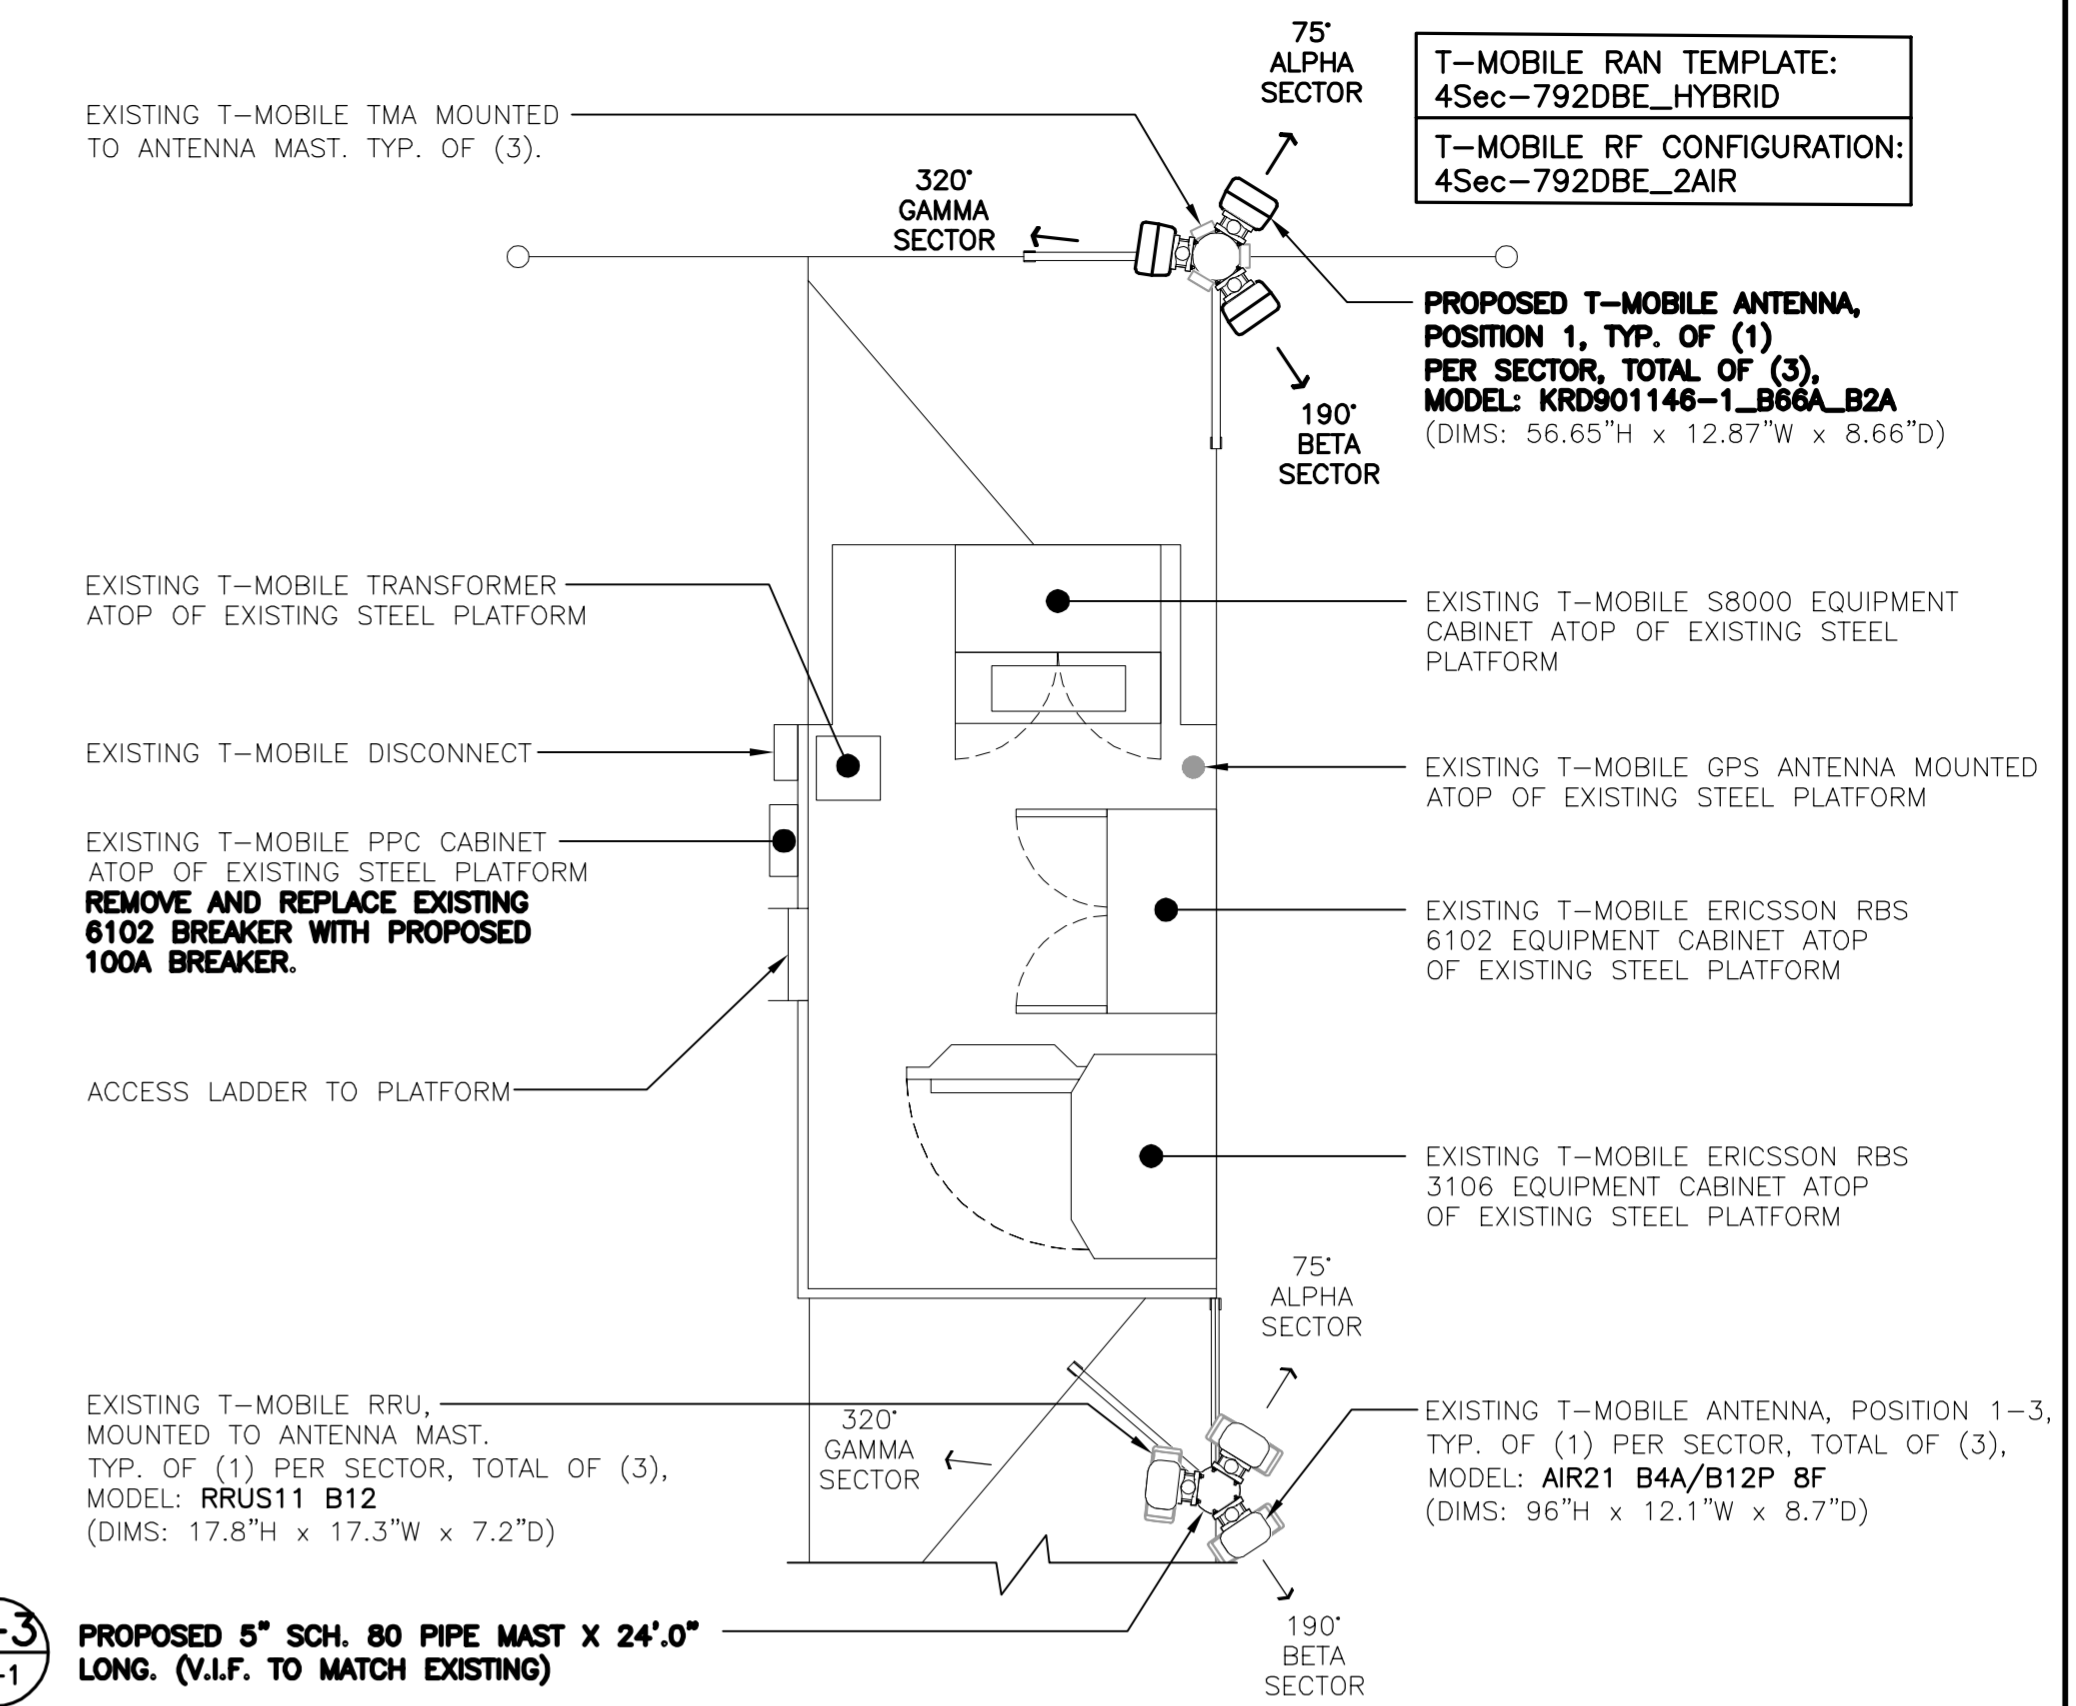 75°
ALPHA
SECTOR
T-MOBILE RAN TEMPLATE:
4Sec-792DBE_HYBRID
T-MOBILE RF CONFIGURATION:
4Sec-792DBE_2AIR
EXISTING T-MOBILE TMA MOUNTED
TO ANTENNA MAST. TYP. OF (3).
320°
GAMMA
SECTOR
PROPOSED T-MOBILE ANTENNA,
POSITION 1, TYP. OF (1)
PER SECTOR, TOTAL OF (3),
MODEL: KRD901146-1_B66A_B2A
(DIMS: 56.65"H x 12.87"W x 8.66"D)
190°
BETA
SECTOR
EXISTING T-MOBILE TRANSFORMER
ATOP OF EXISTING STEEL PLATFORM
EXISTING T-MOBILE S8000 EQUIPMENT
CABINET ATOP OF EXISTING STEEL
PLATFORM
EXISTING T-MOBILE DISCONNECT
EXISTING T-MOBILE GPS ANTENNA MOUNTED
ATOP OF EXISTING STEEL PLATFORM
EXISTING T-MOBILE PPC CABINET
ATOP OF EXISTING STEEL PLATFORM
REMOVE AND REPLACE EXISTING
6102 BREAKER WITH PROPOSED
100A BREAKER.
EXISTING T-MOBILE ERICSSON RBS
6102 EQUIPMENT CABINET ATOP
OF EXISTING STEEL PLATFORM
ACCESS LADDER TO PLATFORM
EXISTING T-MOBILE ERICSSON RBS
3106 EQUIPMENT CABINET ATOP
OF EXISTING STEEL PLATFORM
75°
ALPHA
SECTOR
EXISTING T-MOBILE RRU,
MOUNTED TO ANTENNA MAST.
TYP. OF (1) PER SECTOR, TOTAL OF (3),
MODEL: RRUS11 B12
(DIMS: 17.8"H x 17.3"W x 7.2"D)
320°
GAMMA
SECTOR
EXISTING T-MOBILE ANTENNA, POSITION 1-3,
TYP. OF (1) PER SECTOR, TOTAL OF (3),
MODEL: AIR21 B4A/B12P 8F
(DIMS: 96"H x 12.1"W x 8.7"D)
-3
-1
PROPOSED 5" SCH. 80 PIPE MAST X 24'.0"
LONG. (V.I.F. TO MATCH EXISTING)
190°
BETA
SECTOR